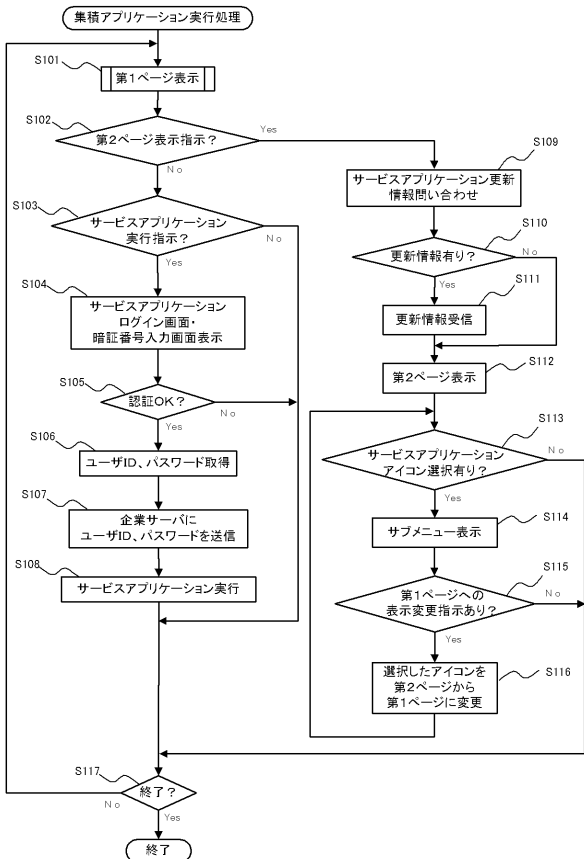 集積アプリケーション実行処理
S101
第1ページ表示
S102
第2ページ表示指示?
Yes
No
S103
サービスアプリケーション
実行指示?
No
Yes
S104
サービスアプリケーション
ログイン画面・
暗証番号入力画面表示
S105
認証OK?
No
Yes
S106
ユーザID、パスワード取得
S107
企業サーバに
ユーザID、パスワードを送信
S108
サービスアプリケーション実行
S109
サービスアプリケーション更新
情報問い合わせ
S110
更新情報有り?
No
Yes
S111
更新情報受信
S112
第2ページ表示
S113
サービスアプリケーション
アイコン選択有り?
No
Yes
S114
サブメニュー表示
S115
第1ページへの
表示変更指示あり?
No
Yes
S116
選択したアイコンを
第2ページから
第1ページに変更
S117
終了?
No
Yes
終了